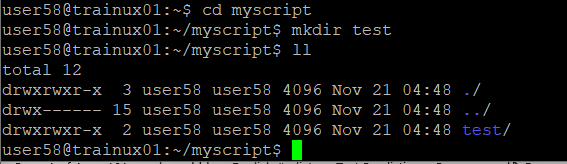 user58@trainux01:~$ cd myscript
user58@trainux01:~/myscript$ mkdir test
user58@trainux01:~/myscript$ ll
total 12
drwxrwxr-x  3 user58 user58 4096 Nov 21 04:48 ./
drwx------ 15 user58 user58 4096 Nov 21 04:48 ../
drwxrwxr-x  2 user58 user58 4096 Nov 21 04:48 test/
user58@trainux01:~/myscript$